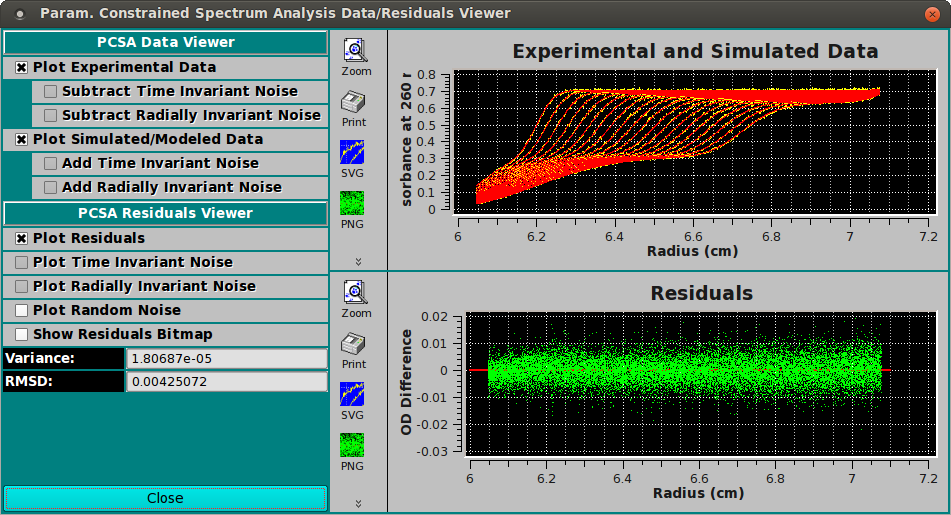 Param. Constrained Spectrum Analysis Data/Residuals Viewer
PCSA Data Viewer
Plot Experimental Data
Subtract Time Invariant Noise
Subtract Radially Invariant Noise
Plot Simulated/Modeled Data
Add Time Invariant Noise
Add Radially Invariant Noise
PCSA Residuals Viewer
Plot Residuals
Plot Time Invariant Noise
Plot Radially Invariant Noise
Plot Random Noise
Show Residuals Bitmap
Variance: 1.80687e-05
RMSD: 0.00425072
Close
Zoom
Print
SVG
PNG
Experimental and Simulated Data
sorbance at 260 r
0.8
0.7
0.6
0.5
0.4
0.3
0.2
0.1
0
6 6.2 6.4 6.6 6.8 7 7.2
Radius (cm)
Zoom
Print
SVG
PNG
Residuals
OD Difference
0.02
0.01
0
-0.01
-0.02
-0.03
6 6.2 6.4 6.6 6.8 7 7.2
Radius (cm)